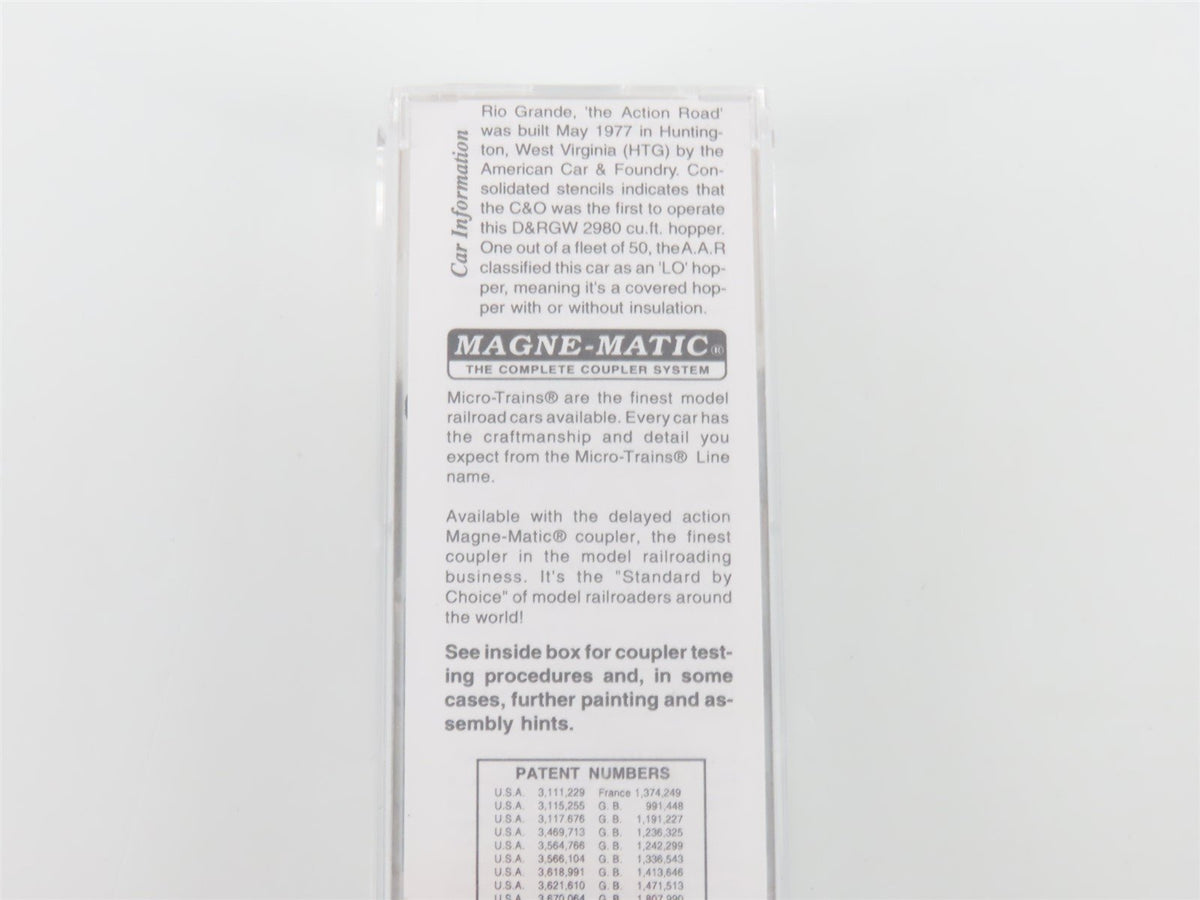 Car Information
Rio Grande, 'the Action Road'
was built May 1977 in Hunting-
ton, West Virginia (HTG) by the
American Car & Foundry. Con-
solidated stencils indicates that
the C&O was the first to operate
this D&RGW 2980 cu.ft. hopper.
One out of a fleet of 50, the A.A.R
classified this car as an 'LO' hop-
per, meaning it's a covered hop-
per with or without insulation.
MAGNE-MATIC®
THE COMPLETE COUPLER SYSTEM
Micro-Trains® are the finest model
railroad cars available. Every car has
the craftmanship and detail you
expect from the Micro-Trains® Line
name.
Available with the delayed action
Magne-Matic® coupler, the finest
coupler in the model railroading
business. It's the "Standard by
Choice" of model railroaders around
the world!
See inside box for coupler test-
ing procedures and, in some
cases, further painting and as-
sembly hints.
PATENT NUMBERS
U.S.A. 3,111,229 France 1,374,249
U.S.A. 3,115,255 G.B. 991,448
U.S.A. 3,117,676 G.B. 1,191,227
U.S.A. 3,469,713 G.B. 1,236,325
U.S.A. 3,564,766 G.B. 1,242,299
U.S.A. 3,566,104 G.B. 1,336,543
U.S.A. 3,618,991 G.B. 1,413,646
U.S.A. 3,621,610 G.B. 1,471,513
U.S.A. 3,670,064 G.B. 1,807,990